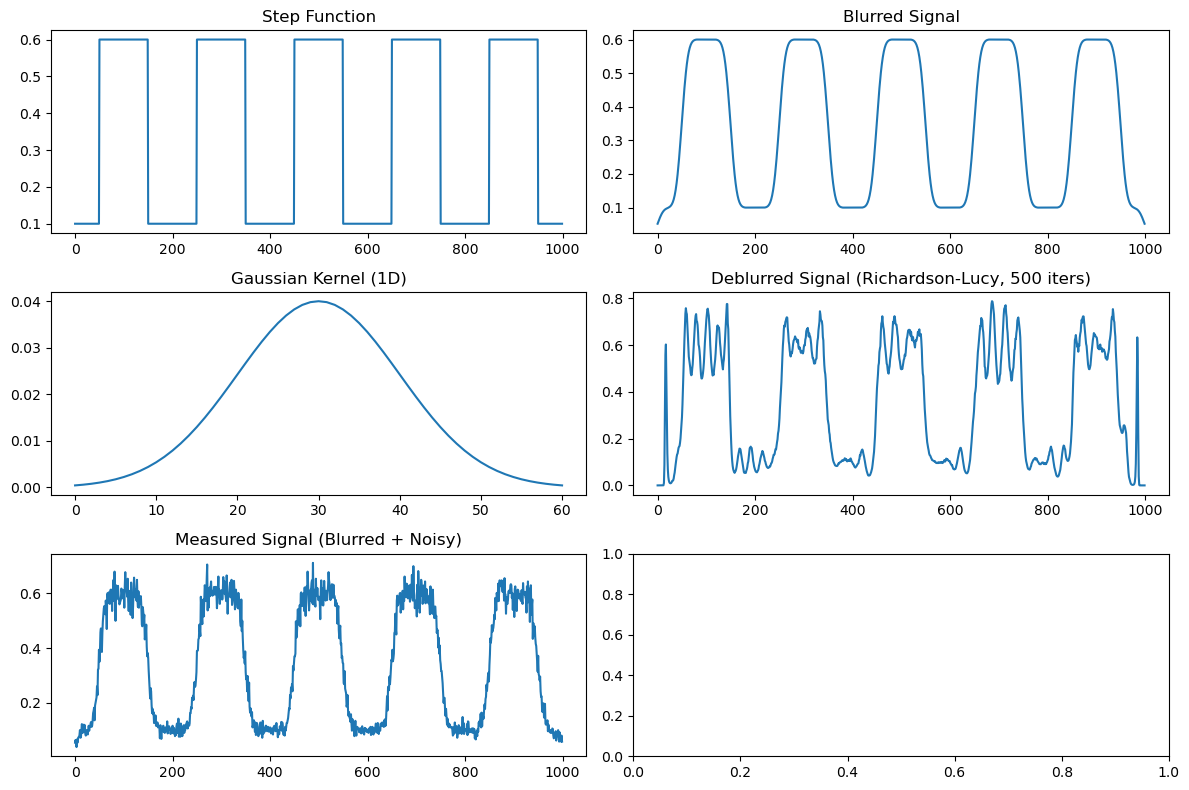 Step Function
0.6
0.5
0.4
0.3
0.2
0.1
0 200 400 600 800 1000
Blurred Signal
0.6
0.5
0.4
0.3
0.2
0.1
0 200 400 600 800 1000
Gaussian Kernel (1D)
0.04
0.03
0.02
0.01
0.00
0 10 20 30 40 50 60
Deblurred Signal (Richardson-Lucy, 500 iters)
0.8
0.6
0.4
0.2
0.0
0 200 400 600 800 1000
Measured Signal (Blurred + Noisy)
0.6
0.4
0.2
0 200 400 600 800 1000
1.0
0.8
0.6
0.4
0.2
0.0
0.0 0.2 0.4 0.6 0.8 1.0